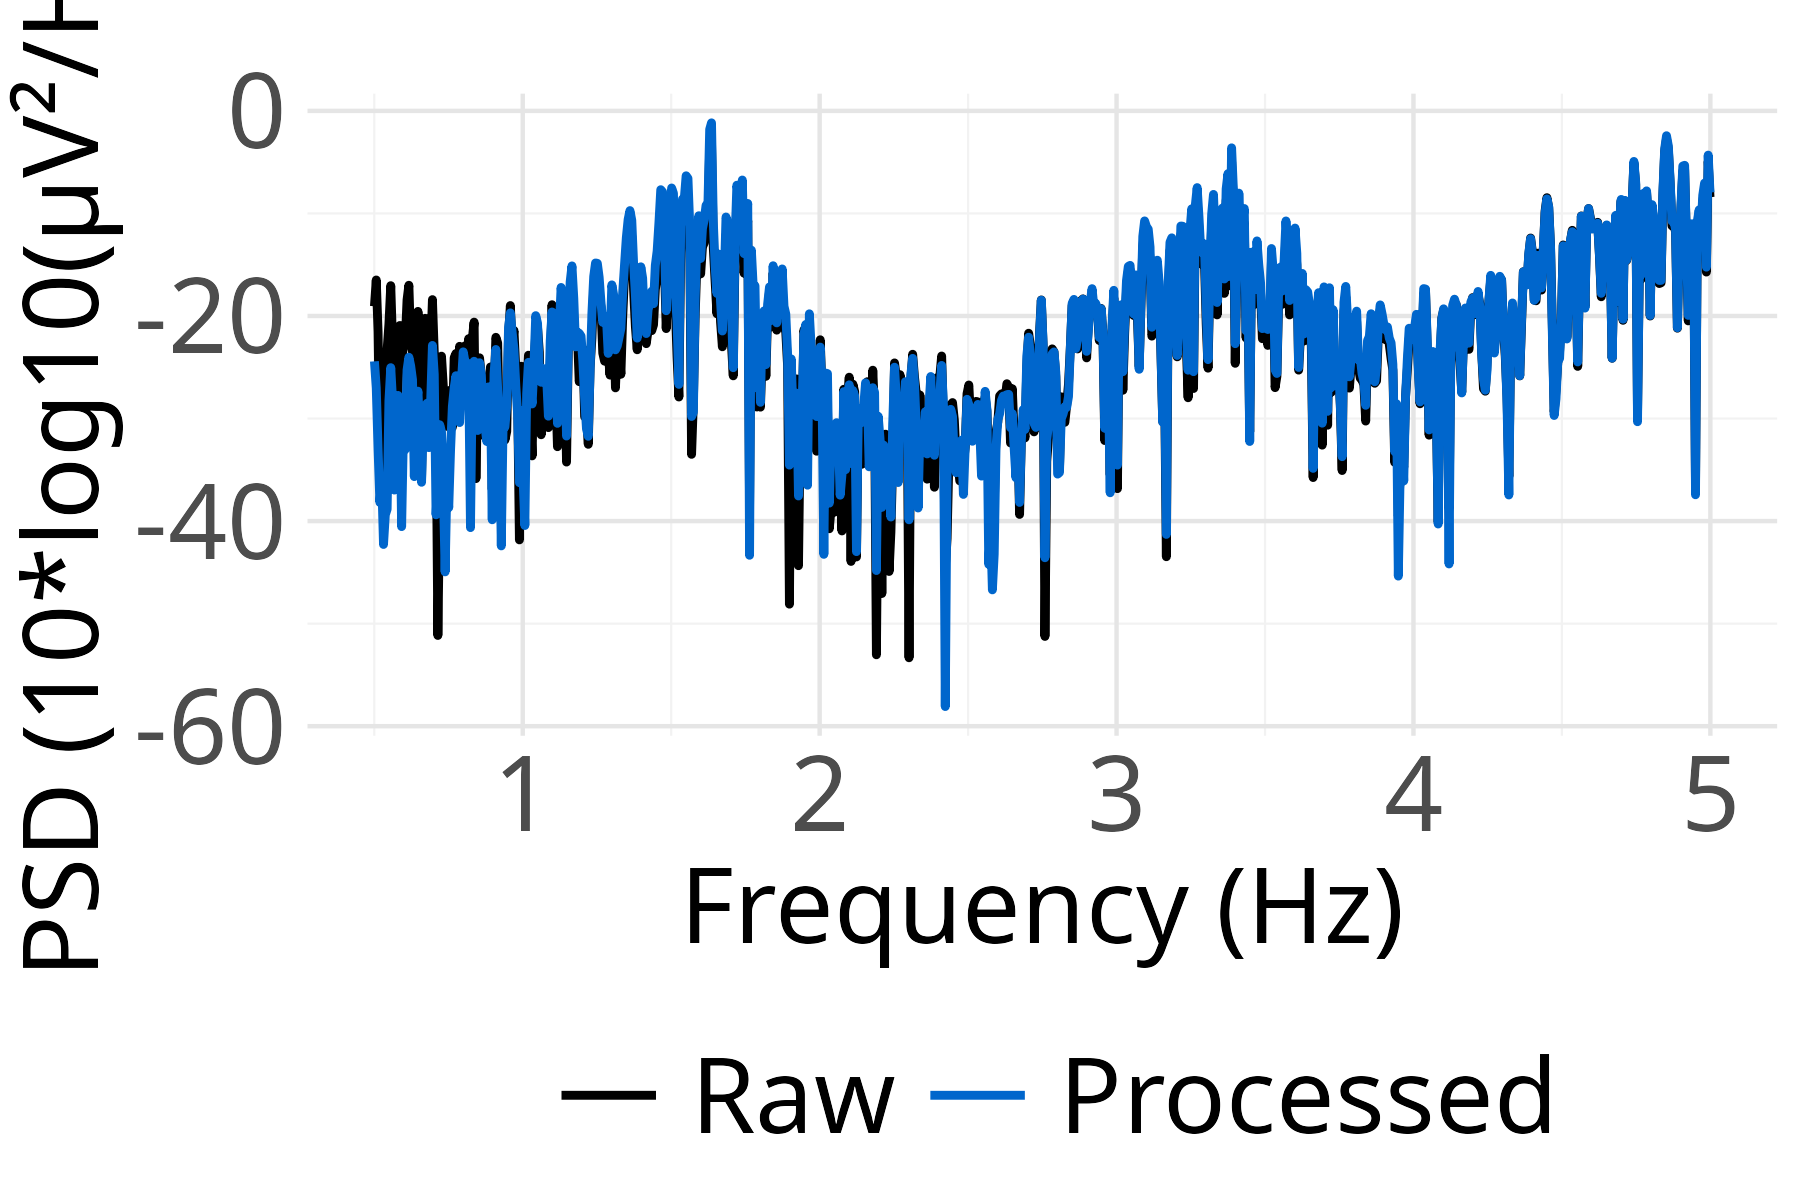 PSD (10*log10(µV²/H
0
-20
-40
-60
1 2 3 4 5
Frequency (Hz)
Raw Processed